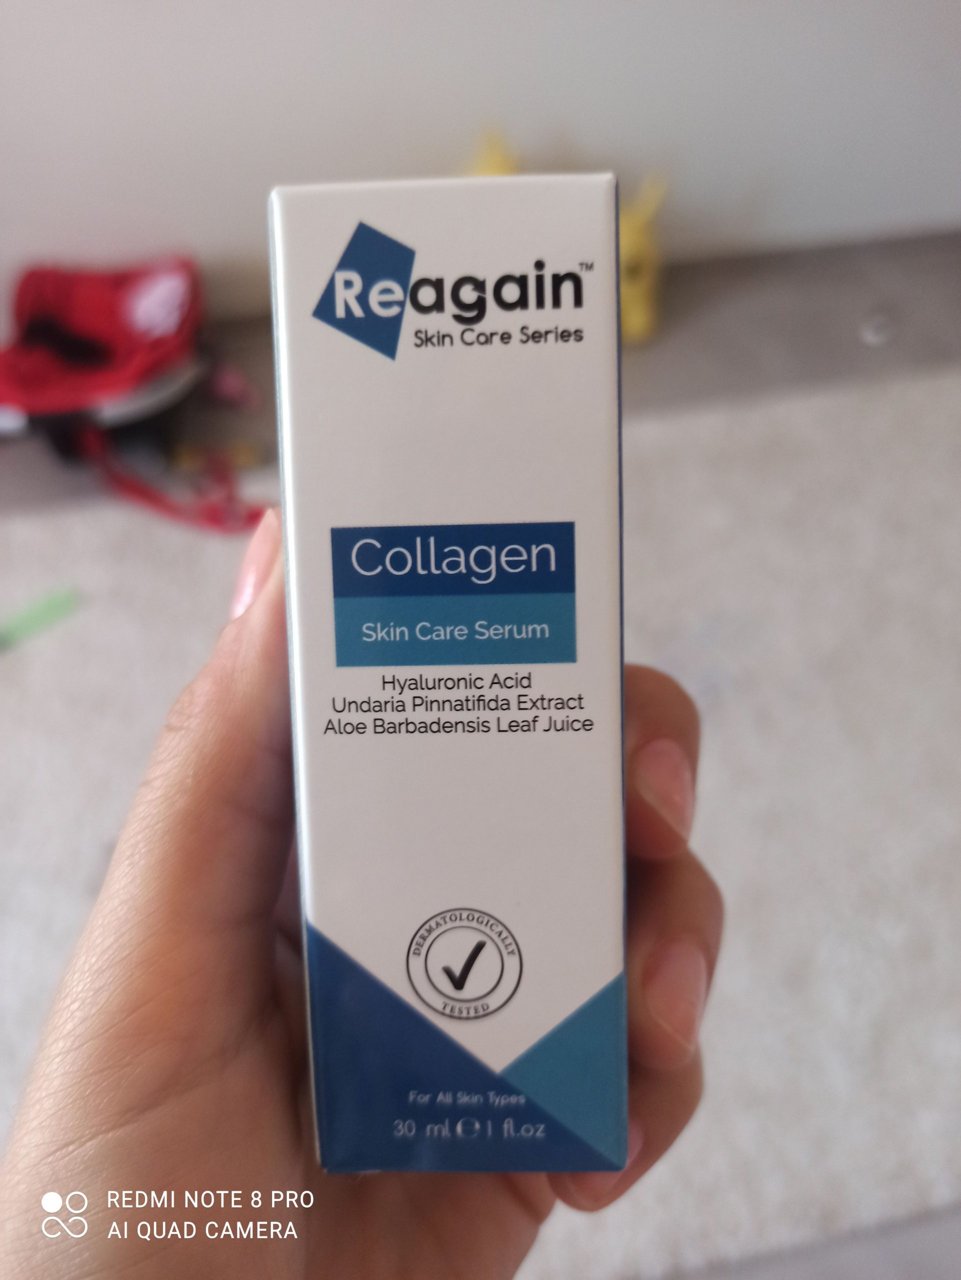 Reagain™
Skin Care Series
Collagen
Skin Care Serum
Hyaluronic Acid
Undaria Pinnatifida Extract
Aloe Barbadensis Leaf Juice
DERMATOLOGICALLY
TESTED
For All Skin Types
30 ml ℮ 1 fl.oz
REDMI NOTE 8 PRO
AI QUAD CAMERA